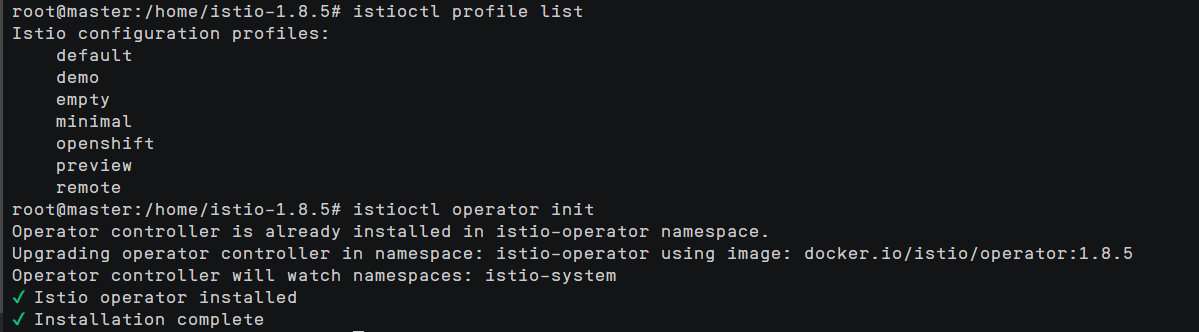 root@master:/home/istio-1.8.5# istioctl profile list
Istio configuration profiles:
    default
    demo
    empty
    minimal
    openshift
    preview
    remote
root@master:/home/istio-1.8.5# istioctl operator init
Operator controller is already installed in istio-operator namespace.
Upgrading operator controller in namespace: istio-operator using image: docker.io/istio/operator:1.8.5
Operator controller will watch namespaces: istio-system
✓ Istio operator installed
✓ Installation complete